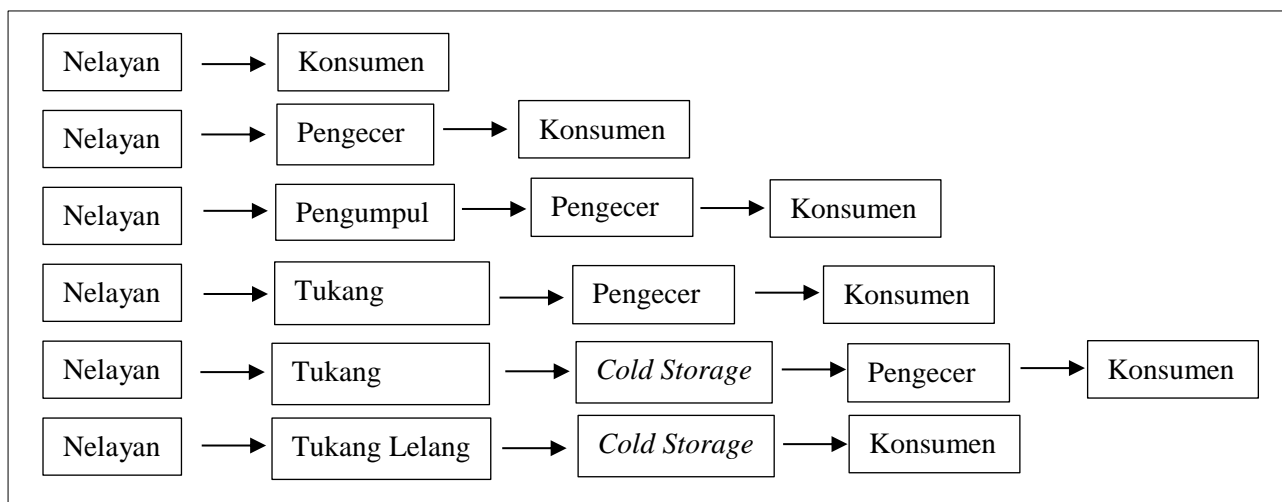 Nelayan Konsumen
Nelayan Pengecer Konsumen
Nelayan Pengumpul Pengecer Konsumen
Nelayan Tukang Pengecer Konsumen
Nelayan Tukang Cold Storage Pengecer Konsumen
Nelayan Tukang Lelang Cold Storage Konsumen